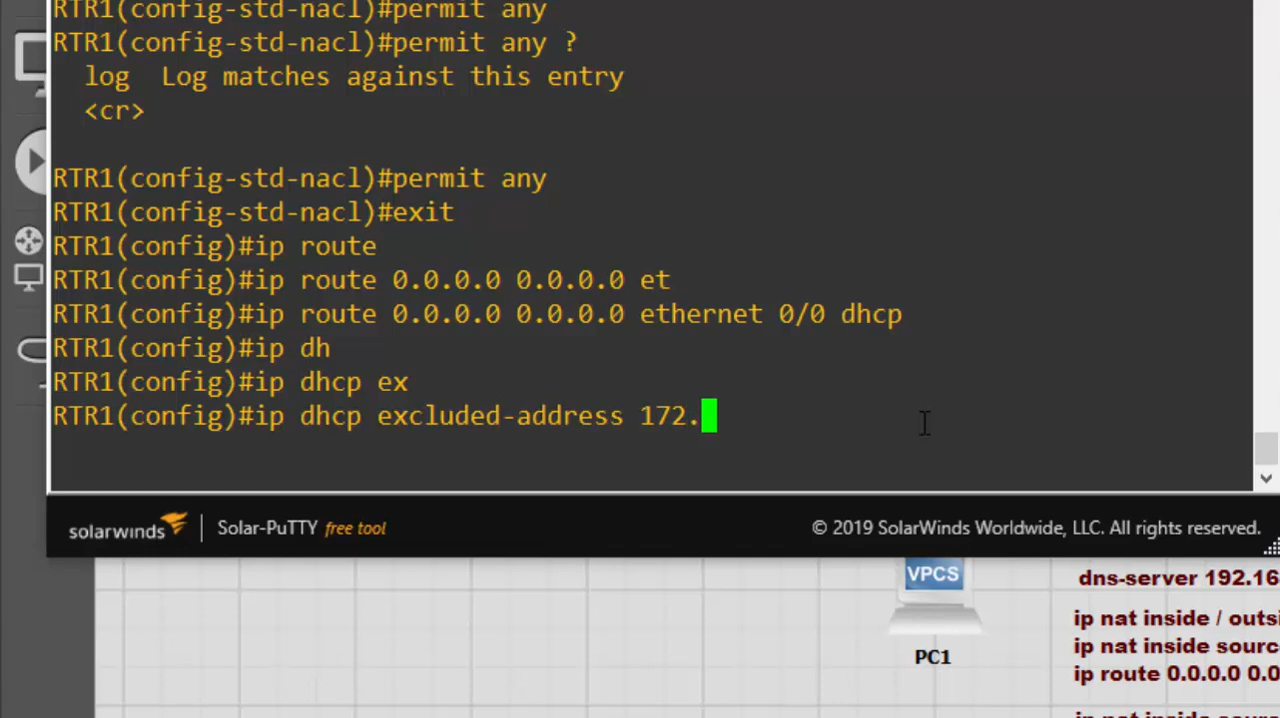 RTR1(config-std-nacl)#permit any
RTR1(config-std-nacl)#permit any ?
log Log matches against this entry
<cr>
RTR1(config-std-nacl)#permit any
RTR1(config-std-nacl)#exit
RTR1(config)#ip route
RTR1(config)#ip route 0.0.0.0 0.0.0.0 et
RTR1(config)#ip route 0.0.0.0 0.0.0.0 ethernet 0/0 dhcp
RTR1(config)#ip dh
RTR1(config)#ip dhcp ex
RTR1(config)#ip dhcp excluded-address 172.
solarwinds Solar-PuTTY free tool © 2019 SolarWinds Worldwide, LLC. All rights reserved.
VPCS
PC1
dns-server 192.16
ip nat inside / outsi
ip nat inside sourc
ip route 0.0.0.0 0.0
ip nat inside sourc